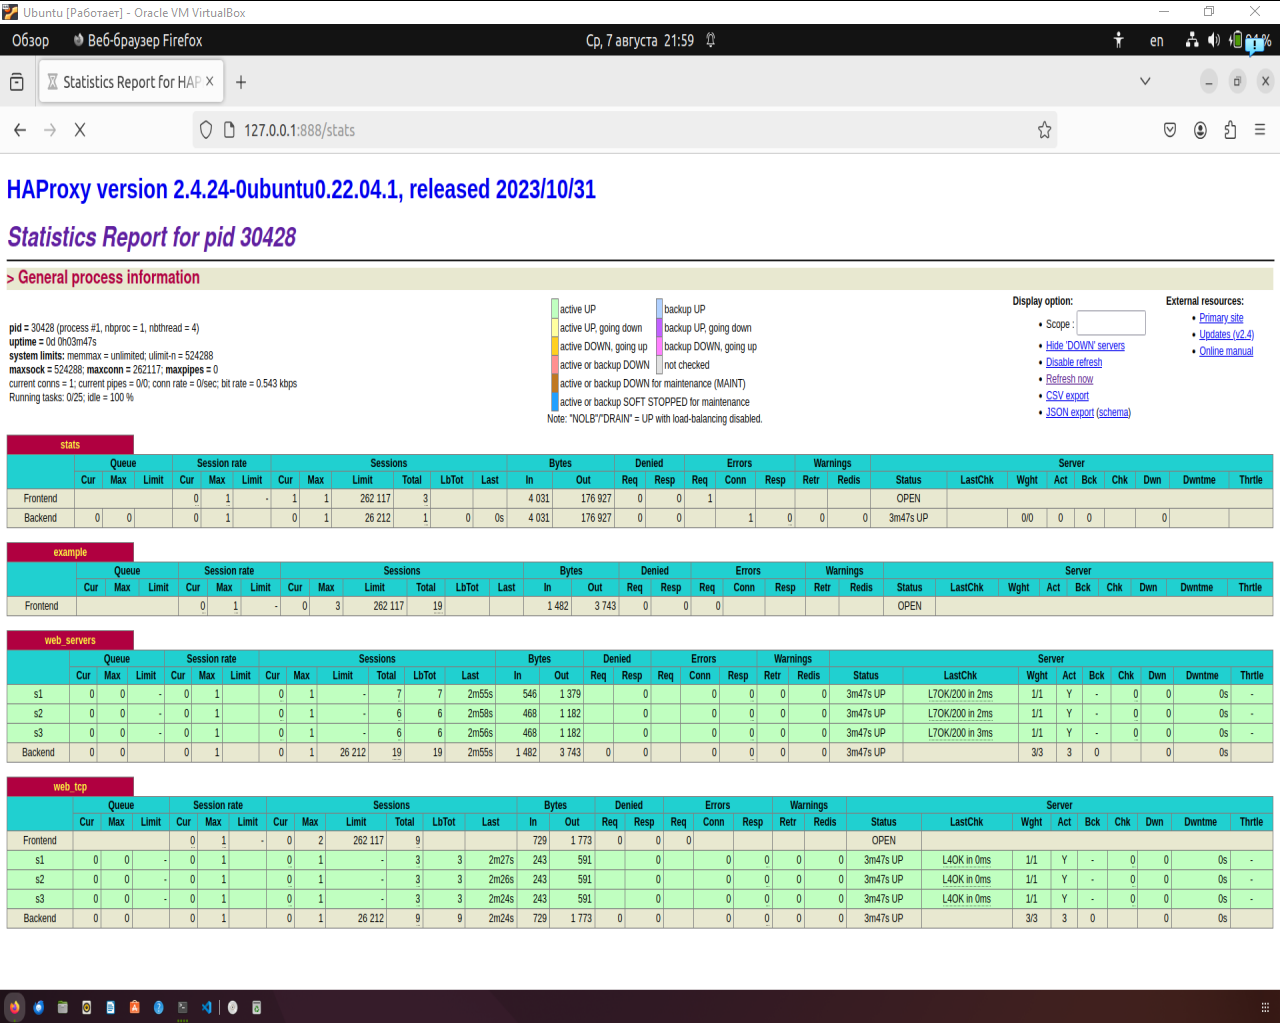 Ubuntu [Работает] - Oracle VM VirtualBox
Обзор Веб-браузер Firefox Ср, 7 августа 21:59 en
Statistics Report for HAP
127.0.0.1:888/stats
HAProxy version 2.4.24-0ubuntu0.22.04.1, released 2023/10/31
Statistics Report for pid 30428
> General process information
pid = 30428 (process #1, nbproc = 1, nbthread = 4)
uptime = 0d 0h03m47s
system limits: memmax = unlimited; ulimit-n = 524288
maxsock = 524288; maxconn = 262117; maxpipes = 0
current conns = 1; current pipes = 0/0; conn rate = 0/sec; bit rate = 0.543 kbps
Running tasks: 0/25; idle = 100 %
active UP backup UP
active UP, going down backup UP, going down
active DOWN, going up backup DOWN, going up
active or backup DOWN not checked
active or backup DOWN for maintenance (MAINT)
active or backup SOFT STOPPED for maintenance
Note: "NOLB"/"DRAIN" = UP with load-balancing disabled.
Display option:
• Scope :
• Hide 'DOWN' servers
• Disable refresh
• Refresh now
• CSV export
• JSON export (schema)
External resources:
• Primary site
• Updates (v2.4)
• Online manual
stats
Queue Session rate Sessions Bytes Denied Errors Warnings Server
Cur Max Limit Cur Max Limit Cur Max Limit Total LbTot Last In Out Req Resp Req Conn Resp Retr Redis Status LastChk Wght Act Bck Chk Dwn Dwntme Thrtle
Frontend 0 1 - 1 1 262 117 3 4 031 176 927 0 0 1 OPEN
Backend 0 0 0 1 0 1 26 212 1 0 0s 4 031 176 927 0 0 1 0 0 0 3m47s UP 0/0 0 0 0
example
Queue Session rate Sessions Bytes Denied Errors Warnings Server
Cur Max Limit Cur Max Limit Cur Max Limit Total LbTot Last In Out Req Resp Req Conn Resp Retr Redis Status LastChk Wght Act Bck Chk Dwn Dwntme Thrtle
Frontend 0 1 - 0 3 262 117 19 1 482 3 743 0 0 0 OPEN
web_servers
Queue Session rate Sessions Bytes Denied Errors Warnings Server
Cur Max Limit Cur Max Limit Cur Max Limit Total LbTot Last In Out Req Resp Req Conn Resp Retr Redis Status LastChk Wght Act Bck Chk Dwn Dwntme Thrtle
s1 0 0 - 0 1 0 1 - 7 7 2m55s 546 1 379 0 0 0 0 0 3m47s UP L7OK/200 in 2ms 1/1 Y - 0 0 0s -
s2 0 0 - 0 1 0 1 - 6 6 2m58s 468 1 182 0 0 0 0 0 3m47s UP L7OK/200 in 2ms 1/1 Y - 0 0 0s -
s3 0 0 - 0 1 0 1 - 6 6 2m56s 468 1 182 0 0 0 0 0 3m47s UP L7OK/200 in 3ms 1/1 Y - 0 0 0s -
Backend 0 0 0 1 0 1 26 212 19 19 2m55s 1 482 3 743 0 0 0 0 0 0 3m47s UP 3/3 3 0 0 0s
web_tcp
Queue Session rate Sessions Bytes Denied Errors Warnings Server
Cur Max Limit Cur Max Limit Cur Max Limit Total LbTot Last In Out Req Resp Req Conn Resp Retr Redis Status LastChk Wght Act Bck Chk Dwn Dwntme Thrtle
Frontend 0 1 - 0 2 262 117 9 729 1 773 0 0 0 OPEN
s1 0 0 - 0 1 0 1 - 3 3 2m27s 243 591 0 0 0 0 0 3m47s UP L4OK in 0ms 1/1 Y - 0 0 0s -
s2 0 0 - 0 1 0 1 - 3 3 2m26s 243 591 0 0 0 0 0 3m47s UP L4OK in 0ms 1/1 Y - 0 0 0s -
s3 0 0 - 0 1 0 1 - 3 3 2m24s 243 591 0 0 0 0 0 3m47s UP L4OK in 0ms 1/1 Y - 0 0 0s -
Backend 0 0 0 1 0 1 26 212 9 9 2m24s 729 1 773 0 0 0 0 0 0 3m47s UP 3/3 3 0 0 0s